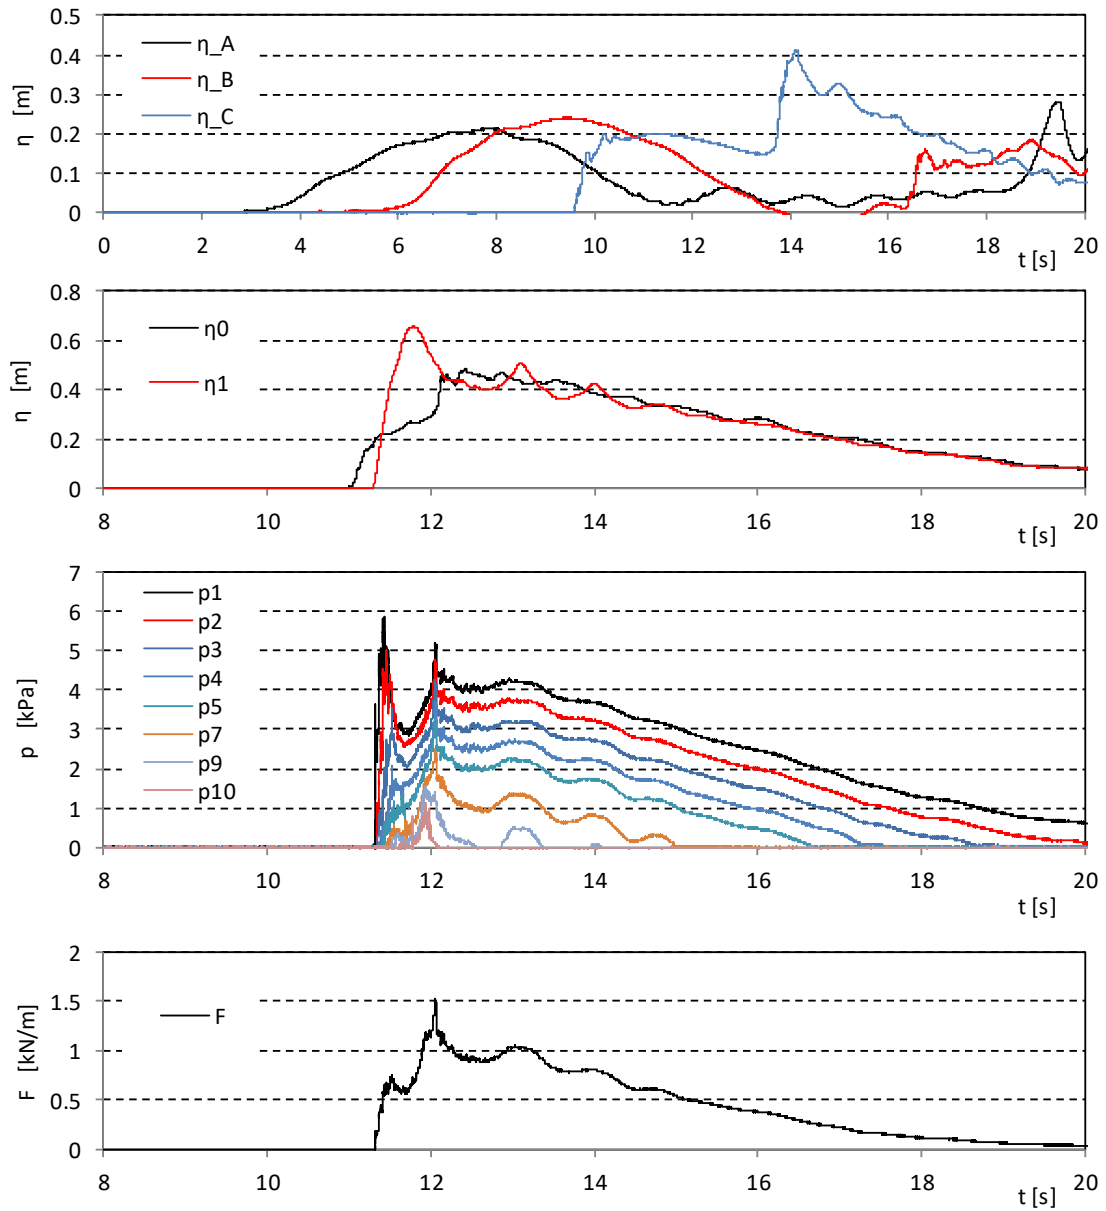 0.5
0.4
0.3
0.2
0.1
0
η [m]
η_A
η_B
η_C
0 2 4 6 8 10 12 14 16 18 20
t [s]
0.8
0.6
0.4
0.2
0
η [m]
η0
η1
8 10 12 14 16 18 20
t [s]
7
6
5
4
3
2
1
0
p [kPa]
p1
p2
p3
p4
p5
p7
p9
p10
8 10 12 14 16 18 20
t [s]
2
1.5
1
0.5
0
F [kN/m]
F
8 10 12 14 16 18 20
t [s]